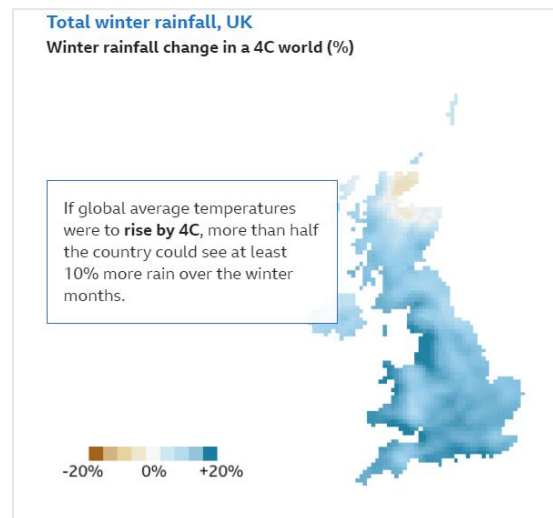 Total winter rainfall, UK
Winter rainfall change in a 4C world (%)
If global average temperatures
were to rise by 4C, more than half
the country could see at least
10% more rain over the winter
months.
-20% 0% +20%